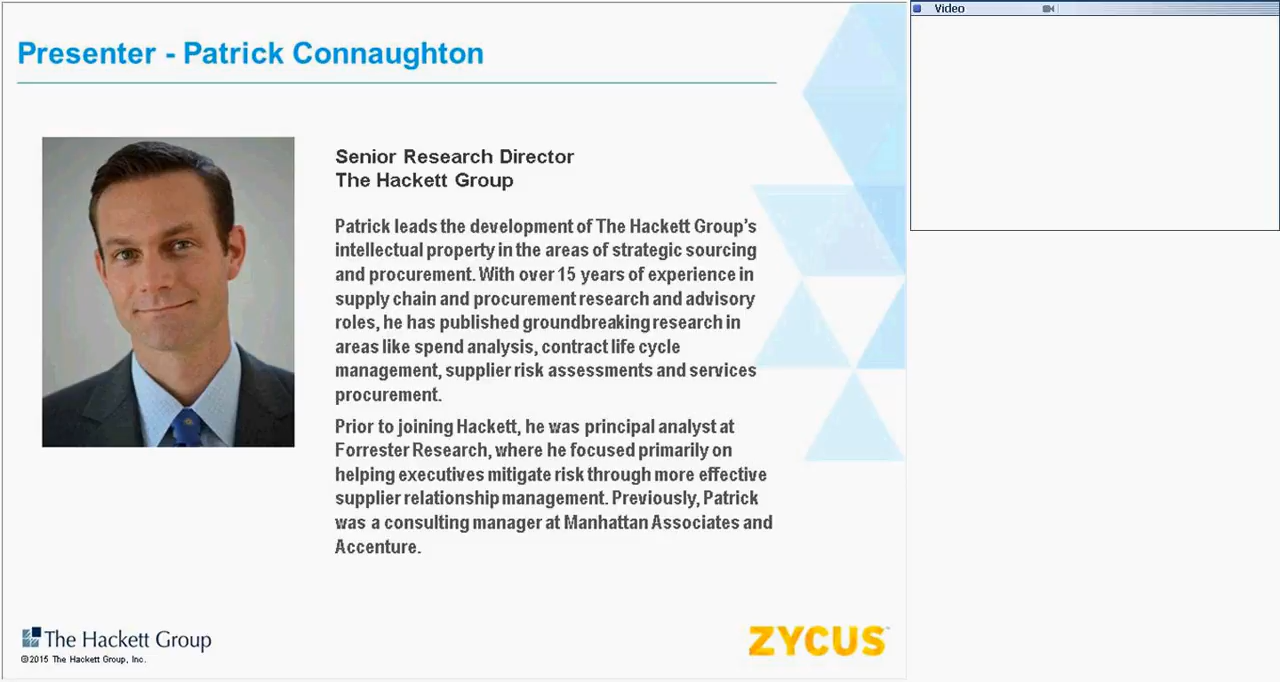 Video
Presenter - Patrick Connaughton
Senior Research Director
The Hackett Group
Patrick leads the development of The Hackett Group's
intellectual property in the areas of strategic sourcing
and procurement. With over 15 years of experience in
supply chain and procurement research and advisory
roles, he has published groundbreaking research in
areas like spend analysis, contract life cycle
management, supplier risk assessments and services
procurement.
Prior to joining Hackett, he was principal analyst at
Forrester Research, where he focused primarily on
helping executives mitigate risk through more effective
supplier relationship management. Previously, Patrick
was a consulting manager at Manhattan Associates and
Accenture.
The Hackett Group
©2015 The Hackett Group, Inc.
ZYCUS™